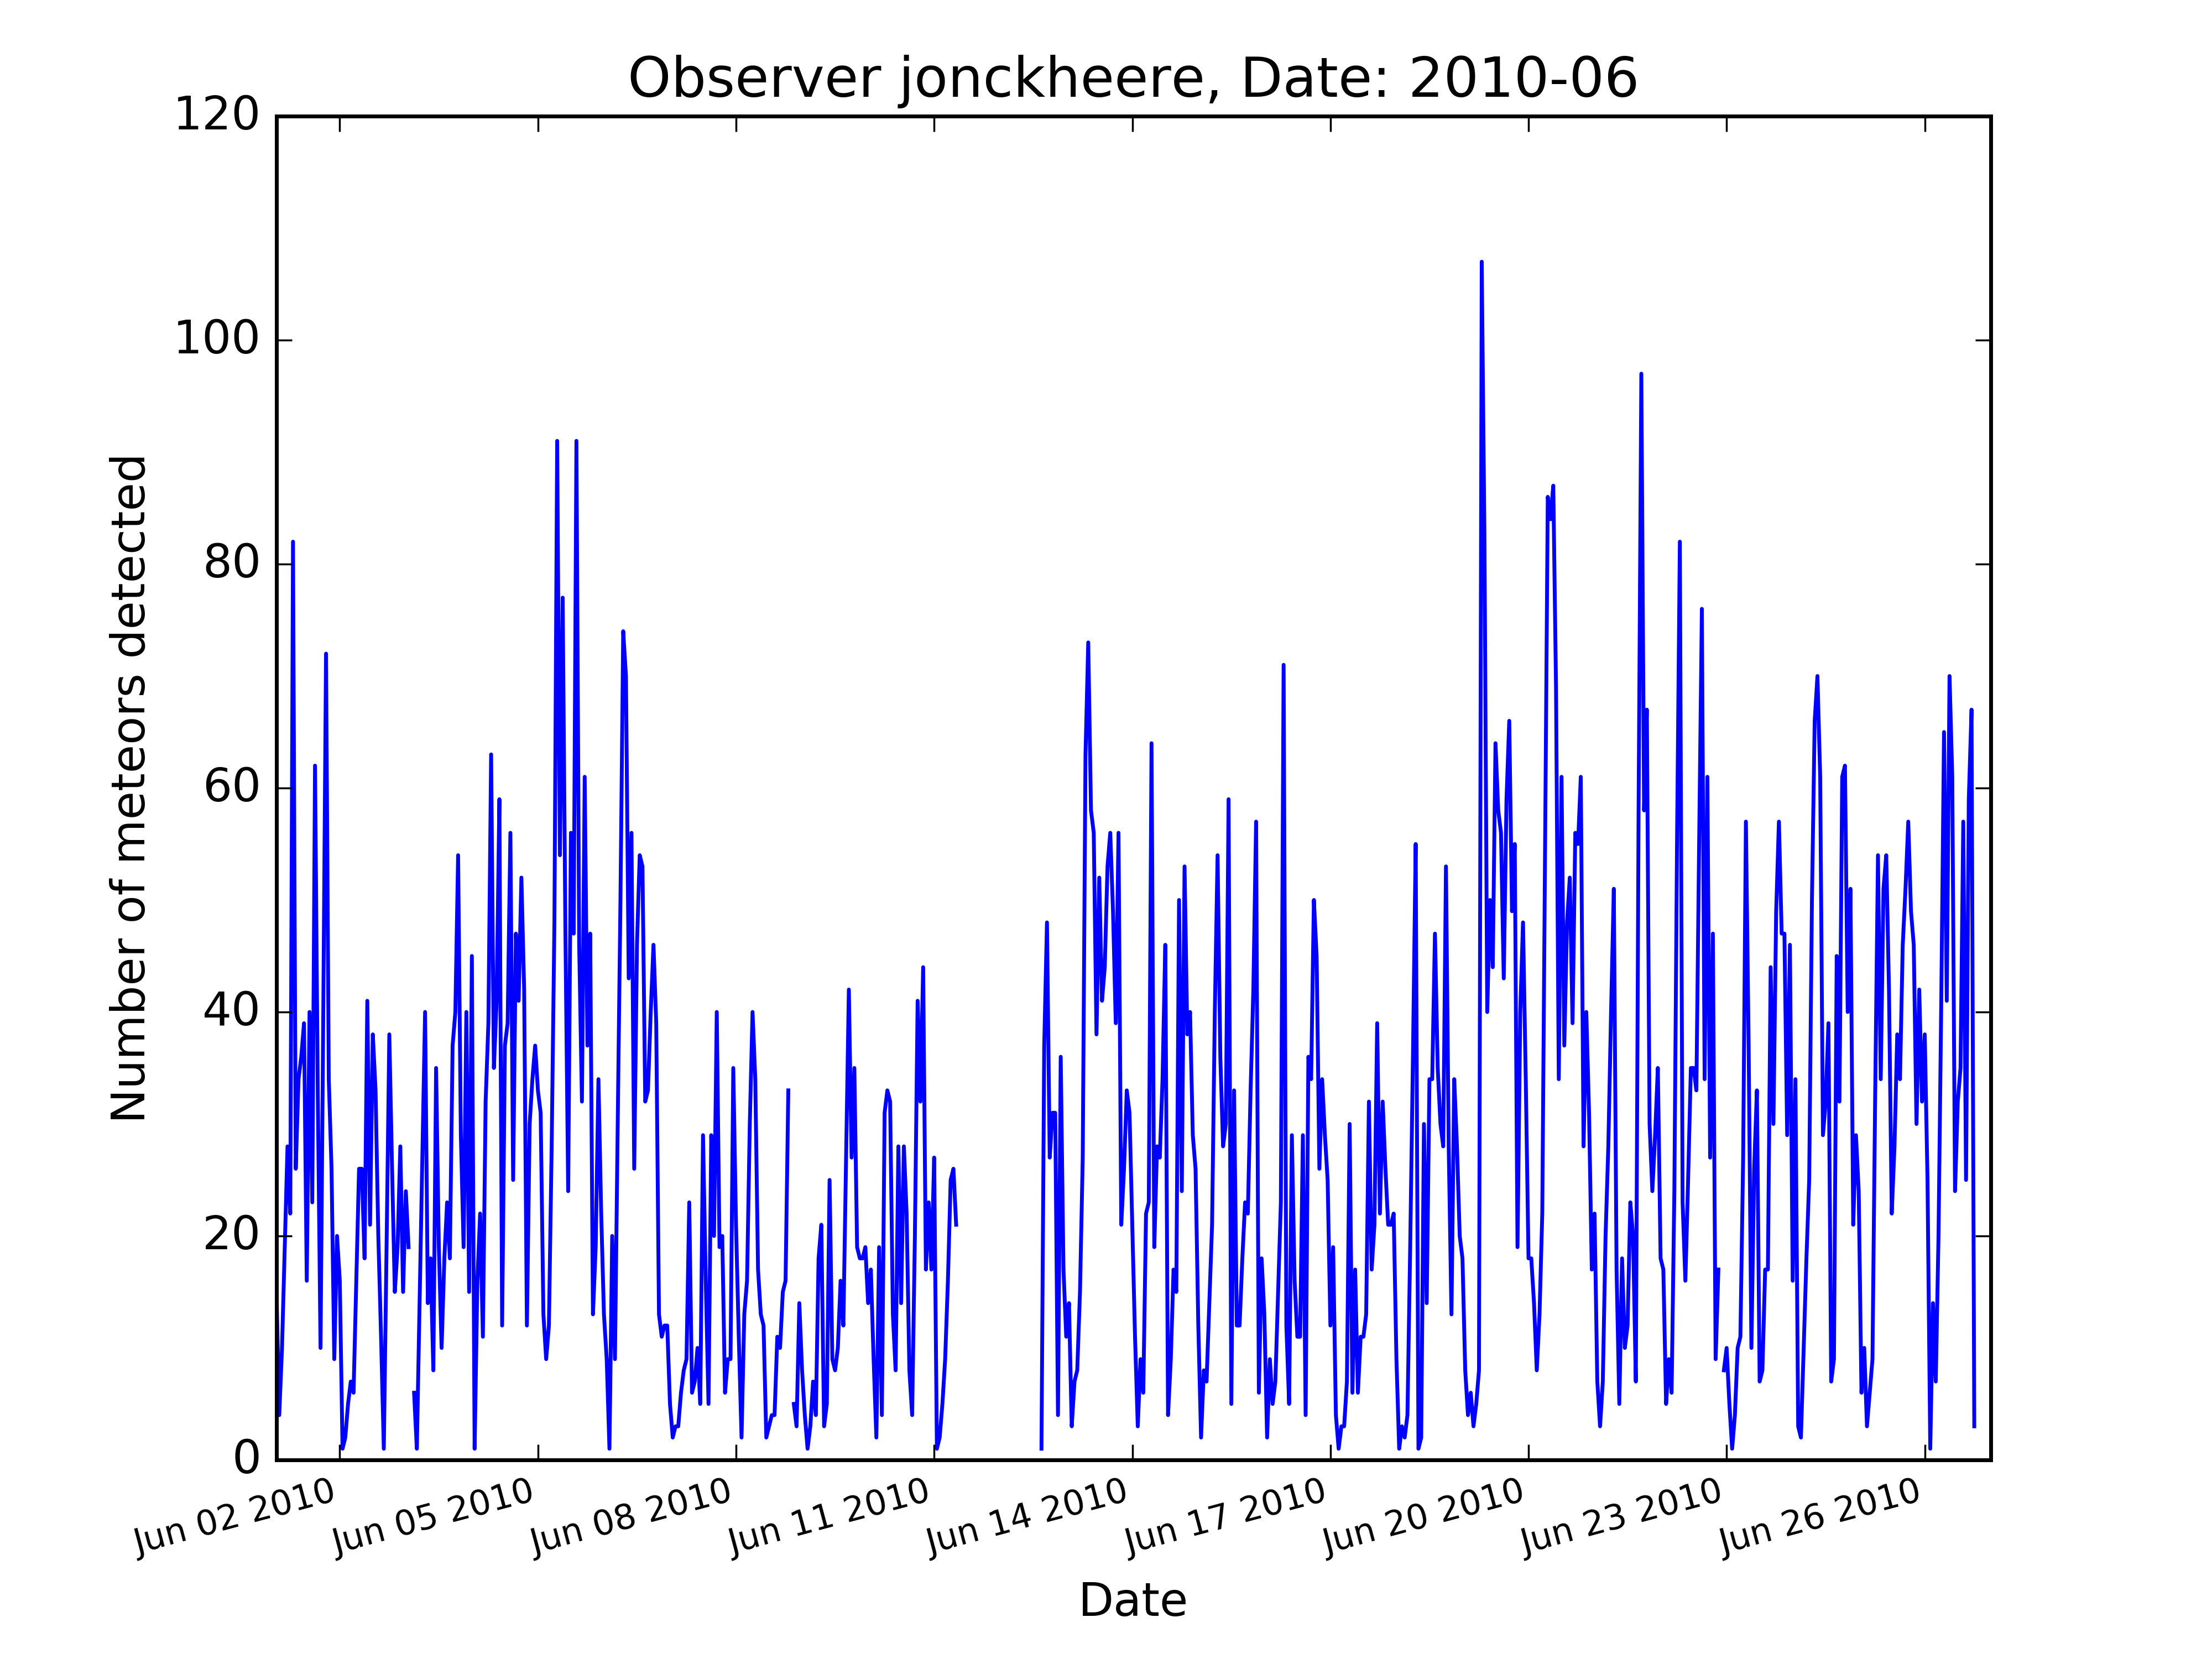 Observer jonckheere, Date: 2010-06
120
100
80
60
40
20
0
Number of meteors detected
Jun 02 2010
Jun 05 2010
Jun 08 2010
Jun 11 2010
Jun 14 2010
Jun 17 2010
Jun 20 2010
Jun 23 2010
Jun 26 2010
Date